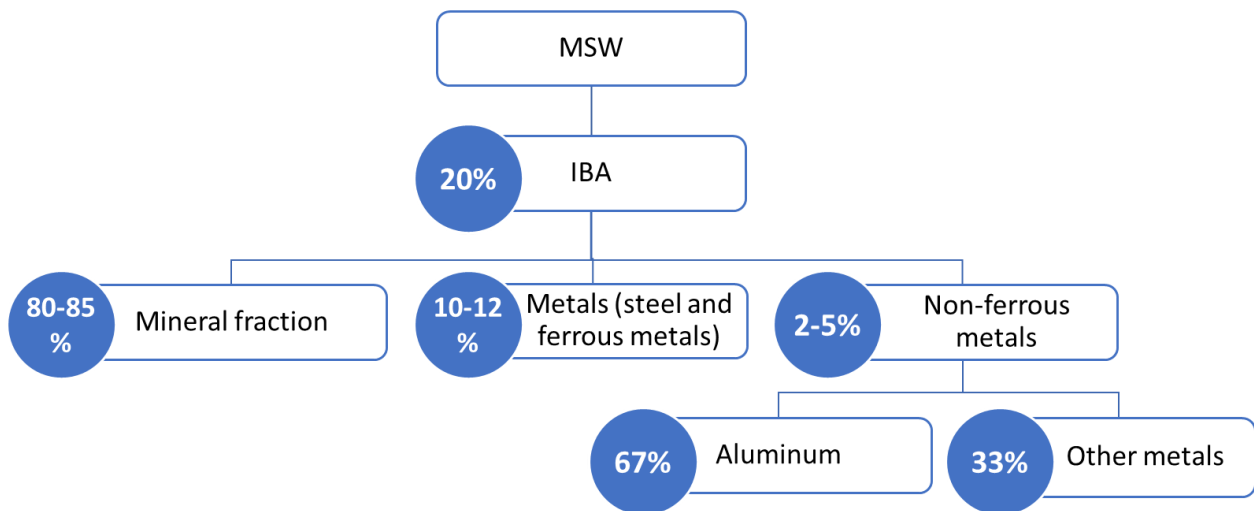 MSW
20%
IBA
80-85
%
Mineral fraction
10-12
%
Metals (steel and
ferrous metals)
2-5%
Non-ferrous
metals
67%
Aluminum
33%
Other metals